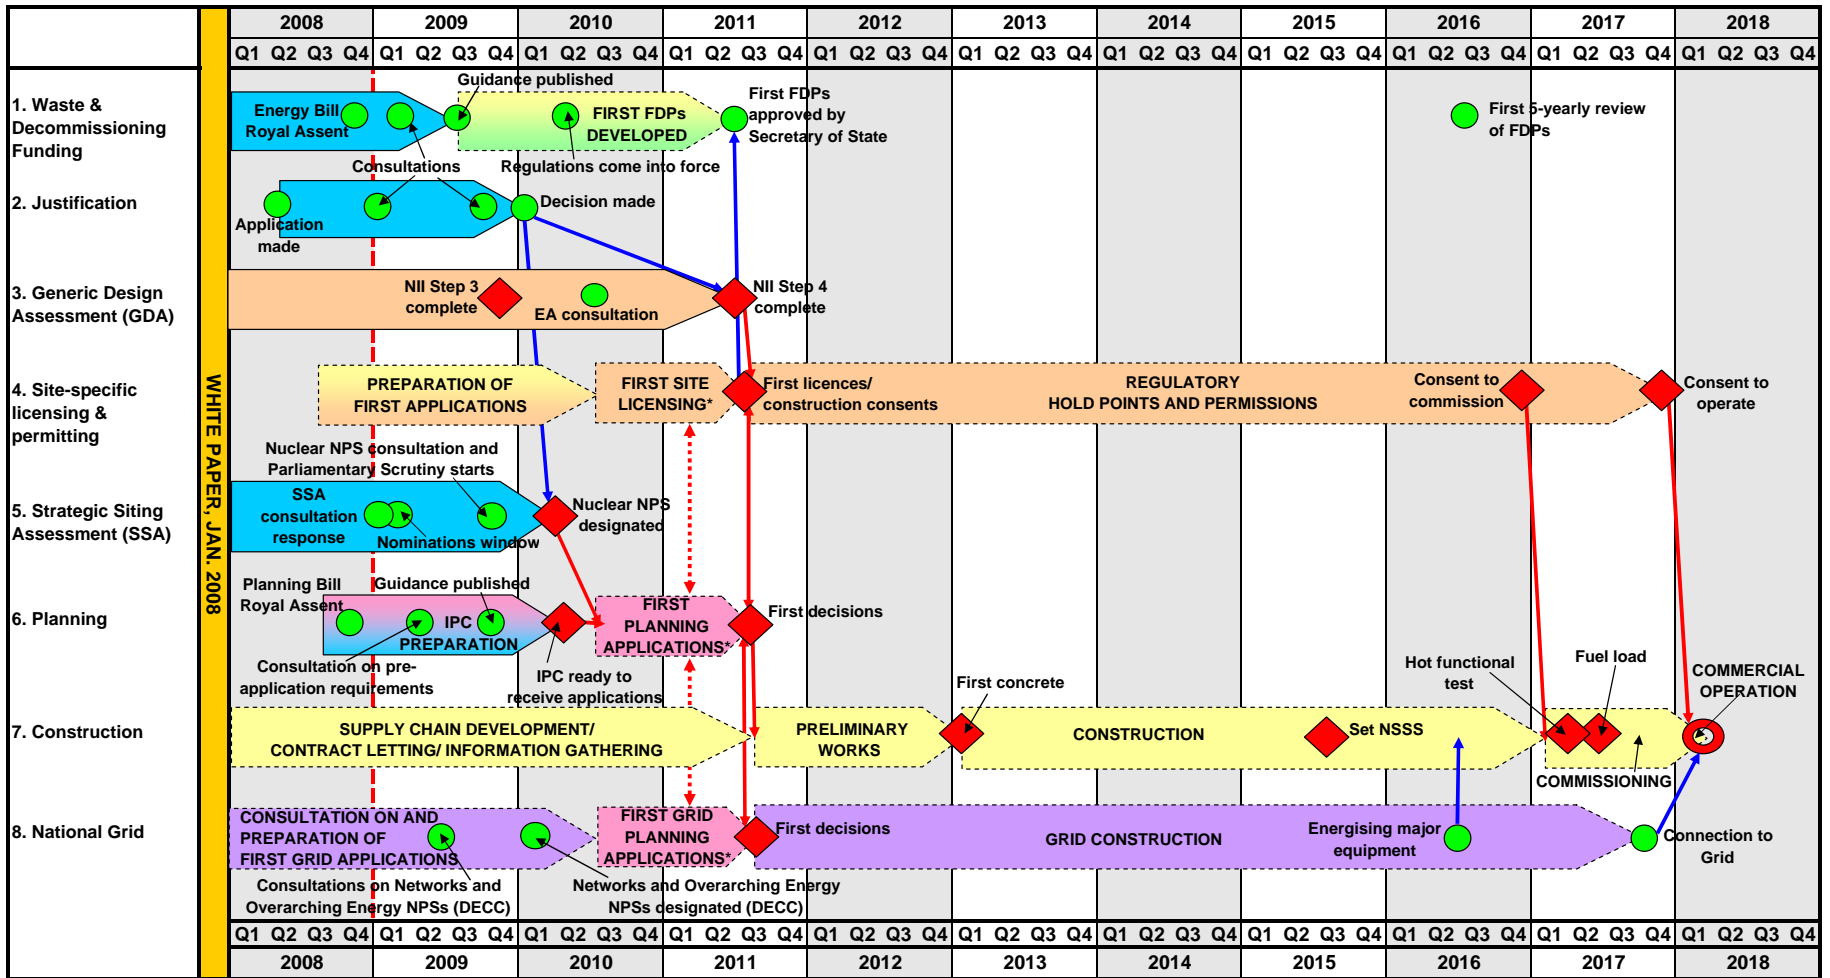 2008 2009 2010 2011 2012 2013 2014 2015 2016 2017 2018
Q1 Q2 Q3 Q4 Q1 Q2 Q3 Q4 Q1 Q2 Q3 Q4 Q1 Q2 Q3 Q4 Q1 Q2 Q3 Q4 Q1 Q2 Q3 Q4 Q1 Q2 Q3 Q4 Q1 Q2 Q3 Q4 Q1 Q2 Q3 Q4 Q1 Q2 Q3 Q4 Q1 Q2 Q3 Q4
WHITE PAPER, JAN. 2008
1. Waste &
Decommissioning
Funding
Energy Bill
Royal Assent
Guidance published
FIRST FDPs
DEVELOPED
First FDPs
approved by
Secretary of State
First 5-yearly review
of FDPs
Consultations
Regulations come into force
2. Justification
Application
made
Decision made
3. Generic Design
Assessment (GDA)
NII Step 3
complete
EA consultation
NII Step 4
complete
4. Site-specific
licensing &
permitting
PREPARATION OF
FIRST APPLICATIONS
FIRST SITE
LICENSING*
First licences/
construction consents
REGULATORY
HOLD POINTS AND PERMISSIONS
Consent to
commission
Consent to
operate
5. Strategic Siting
Assessment (SSA)
Nuclear NPS consultation and
Parliamentary Scrutiny starts
SSA
consultation
response
Nominations window
Nuclear NPS
designated
6. Planning
Planning Bill
Royal Assent
Guidance published
IPC
PREPARATION
Consultation on pre-
application requirements
IPC ready to
receive applications
FIRST
PLANNING
APPLICATIONS*
First decisions
7. Construction
SUPPLY CHAIN DEVELOPMENT/
CONTRACT LETTING/ INFORMATION GATHERING
PRELIMINARY
WORKS
First concrete
CONSTRUCTION
Set NSSS
Hot functional
test
Fuel load
COMMERCIAL
OPERATION
COMMISSIONING
8. National Grid
CONSULTATION ON AND
PREPARATION OF
FIRST GRID APPLICATIONS
FIRST GRID
PLANNING
APPLICATIONS*
First decisions
GRID CONSTRUCTION
Energising major
equipment
Connection to
Grid
Consultations on Networks and
Overarching Energy NPSs (DECC)
Networks and Overarching Energy
NPSs designated (DECC)
Q1 Q2 Q3 Q4 Q1 Q2 Q3 Q4 Q1 Q2 Q3 Q4 Q1 Q2 Q3 Q4 Q1 Q2 Q3 Q4 Q1 Q2 Q3 Q4 Q1 Q2 Q3 Q4 Q1 Q2 Q3 Q4 Q1 Q2 Q3 Q4 Q1 Q2 Q3 Q4 Q1 Q2 Q3 Q4
2008 2009 2010 2011 2012 2013 2014 2015 2016 2017 2018